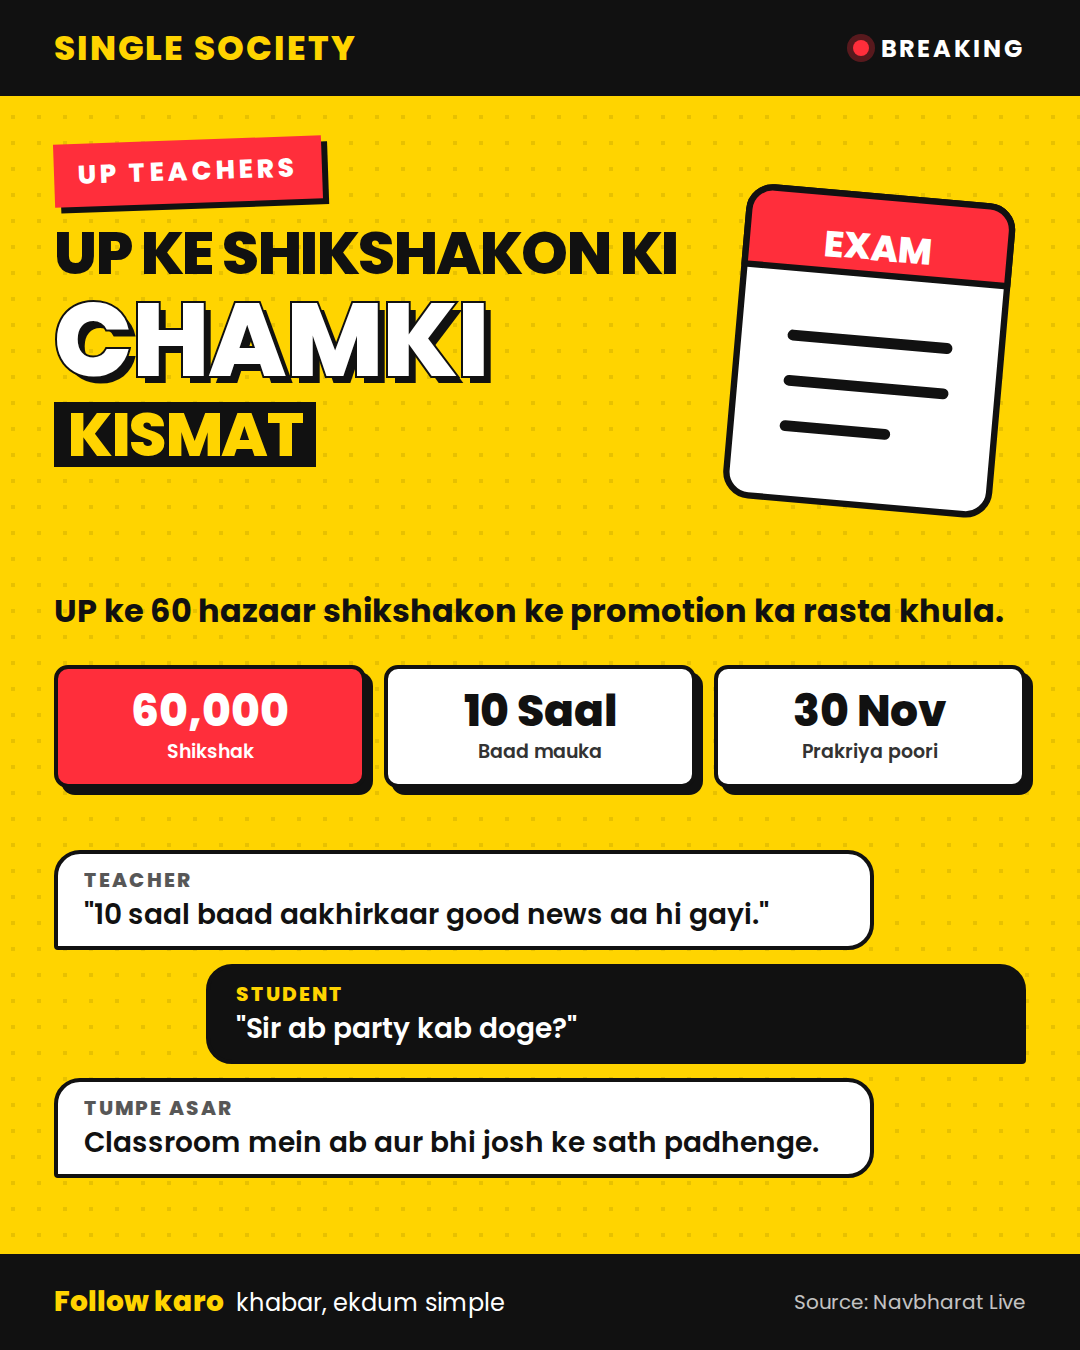 SINGLE SOCIETY
BREAKING
UP TEACHERS
UP KE SHIKSHAKON KI
CHAMKI
KISMAT
EXAM
UP ke 60 hazaar shikshakon ke promotion ka rasta khula.
60,000
Shikshak
10 Saal
Baad mauka
30 Nov
Prakriya poori
TEACHER
"10 saal baad aakhirkaar good news aa hi gayi."
STUDENT
"Sir ab party kab doge?"
TUMPE ASAR
Classroom mein ab aur bhi josh ke sath padhenge.
Follow karo khabar, ekdum simple
Source: Navbharat Live